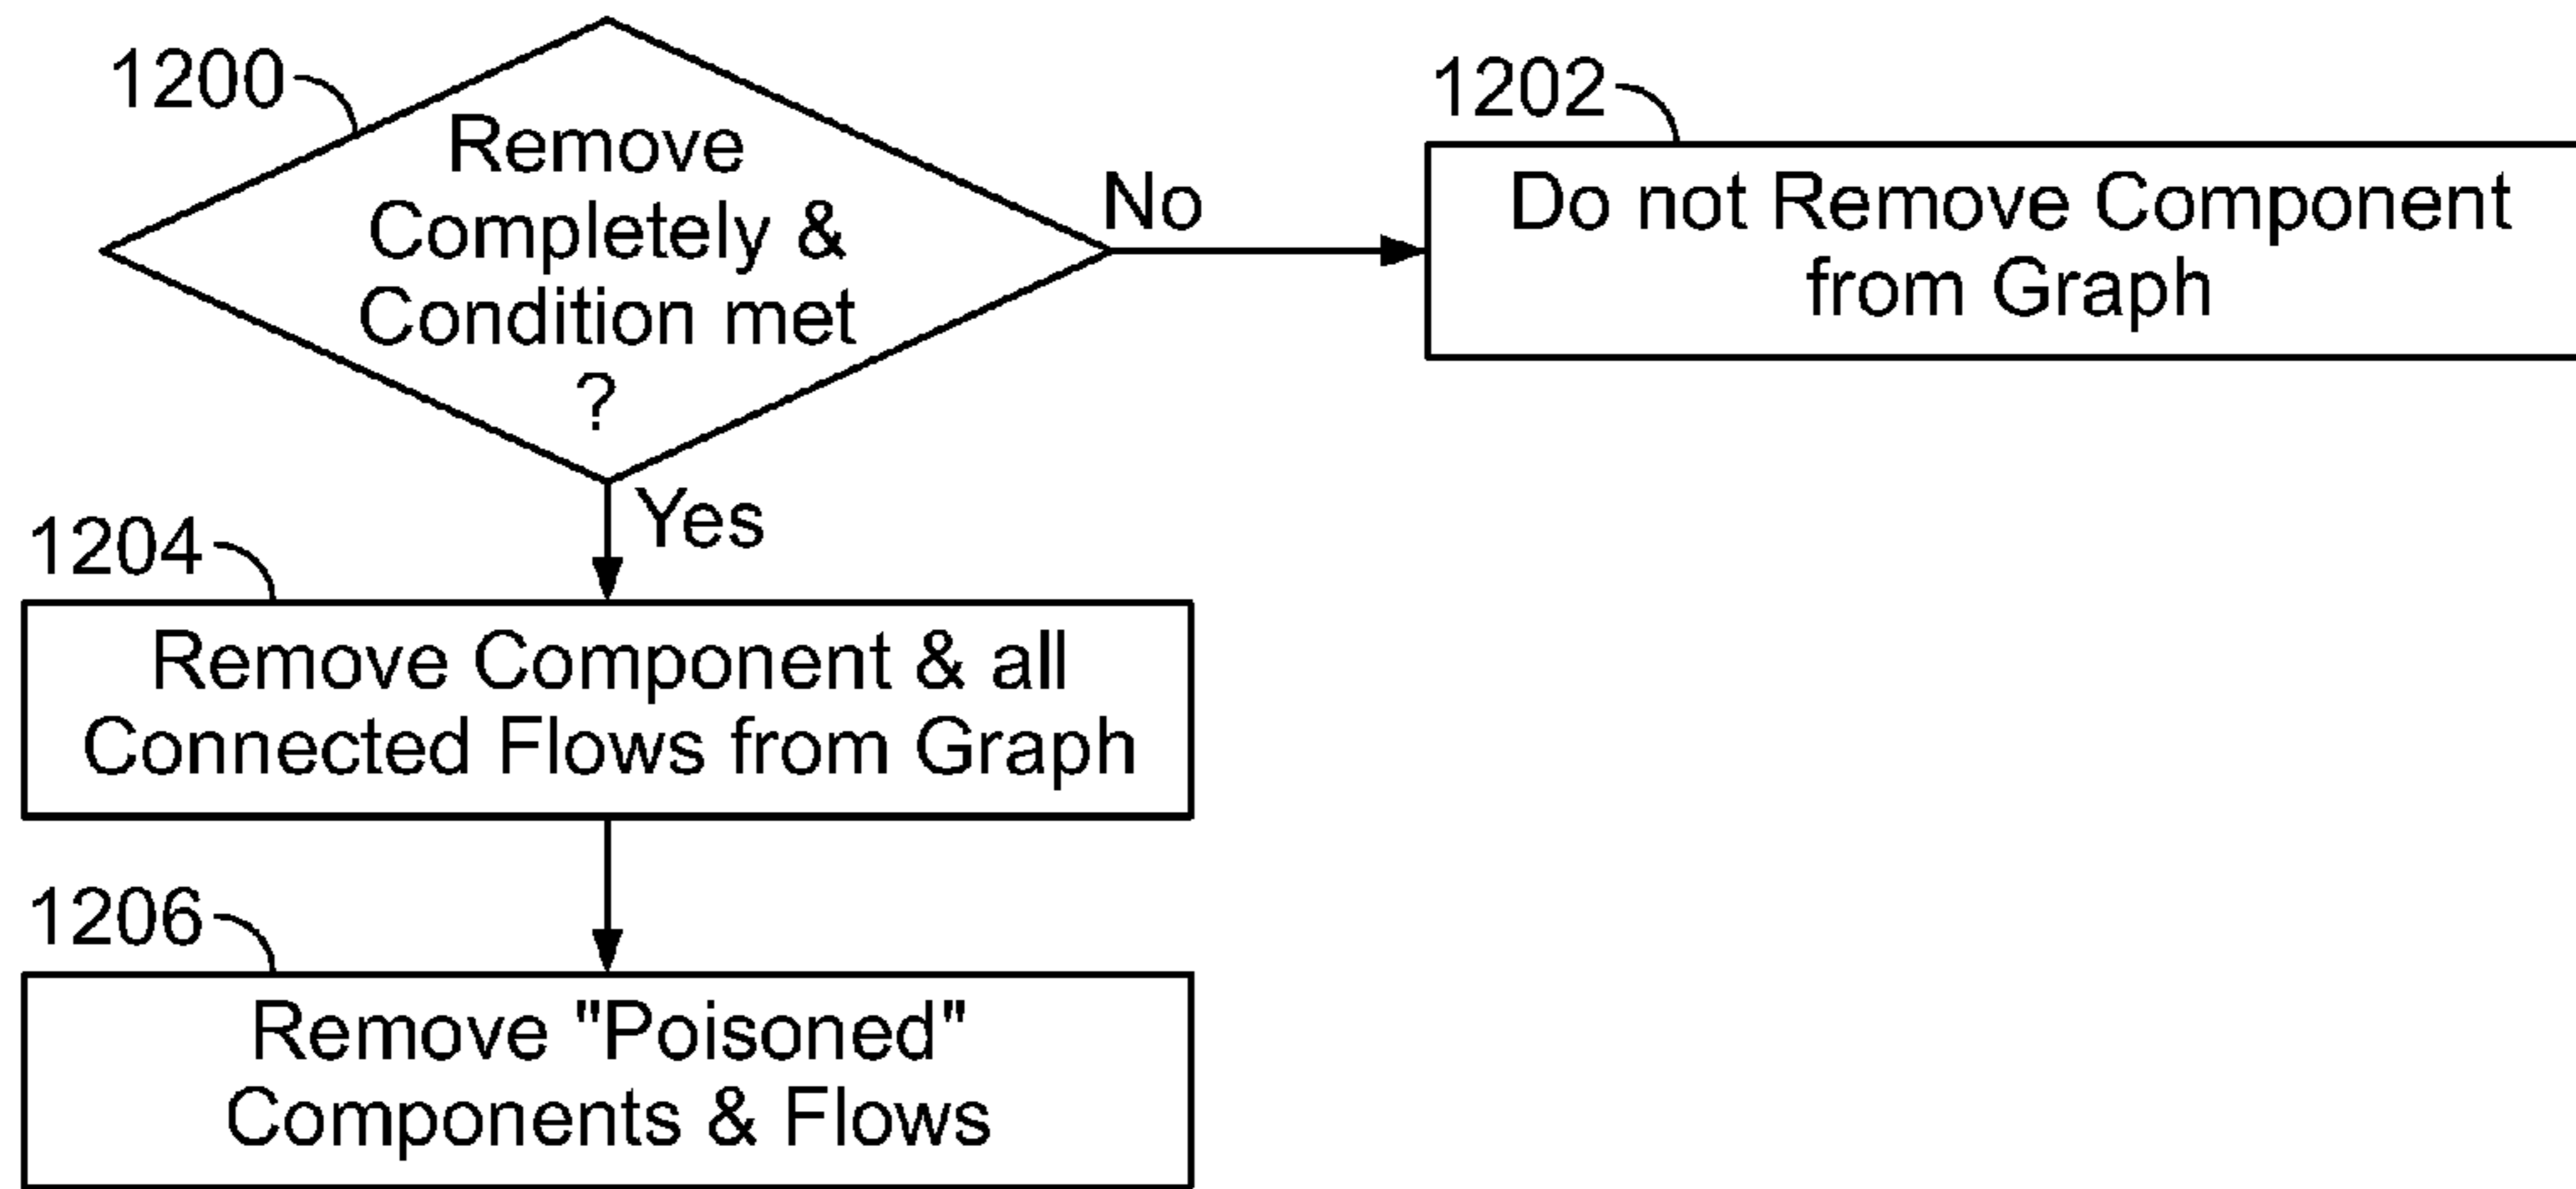 1200
Remove
Completely &
Condition met
?
No
1202
Do not Remove Component
from Graph
Yes
1204
Remove Component & all
Connected Flows from Graph
1206
Remove "Poisoned"
Components & Flows